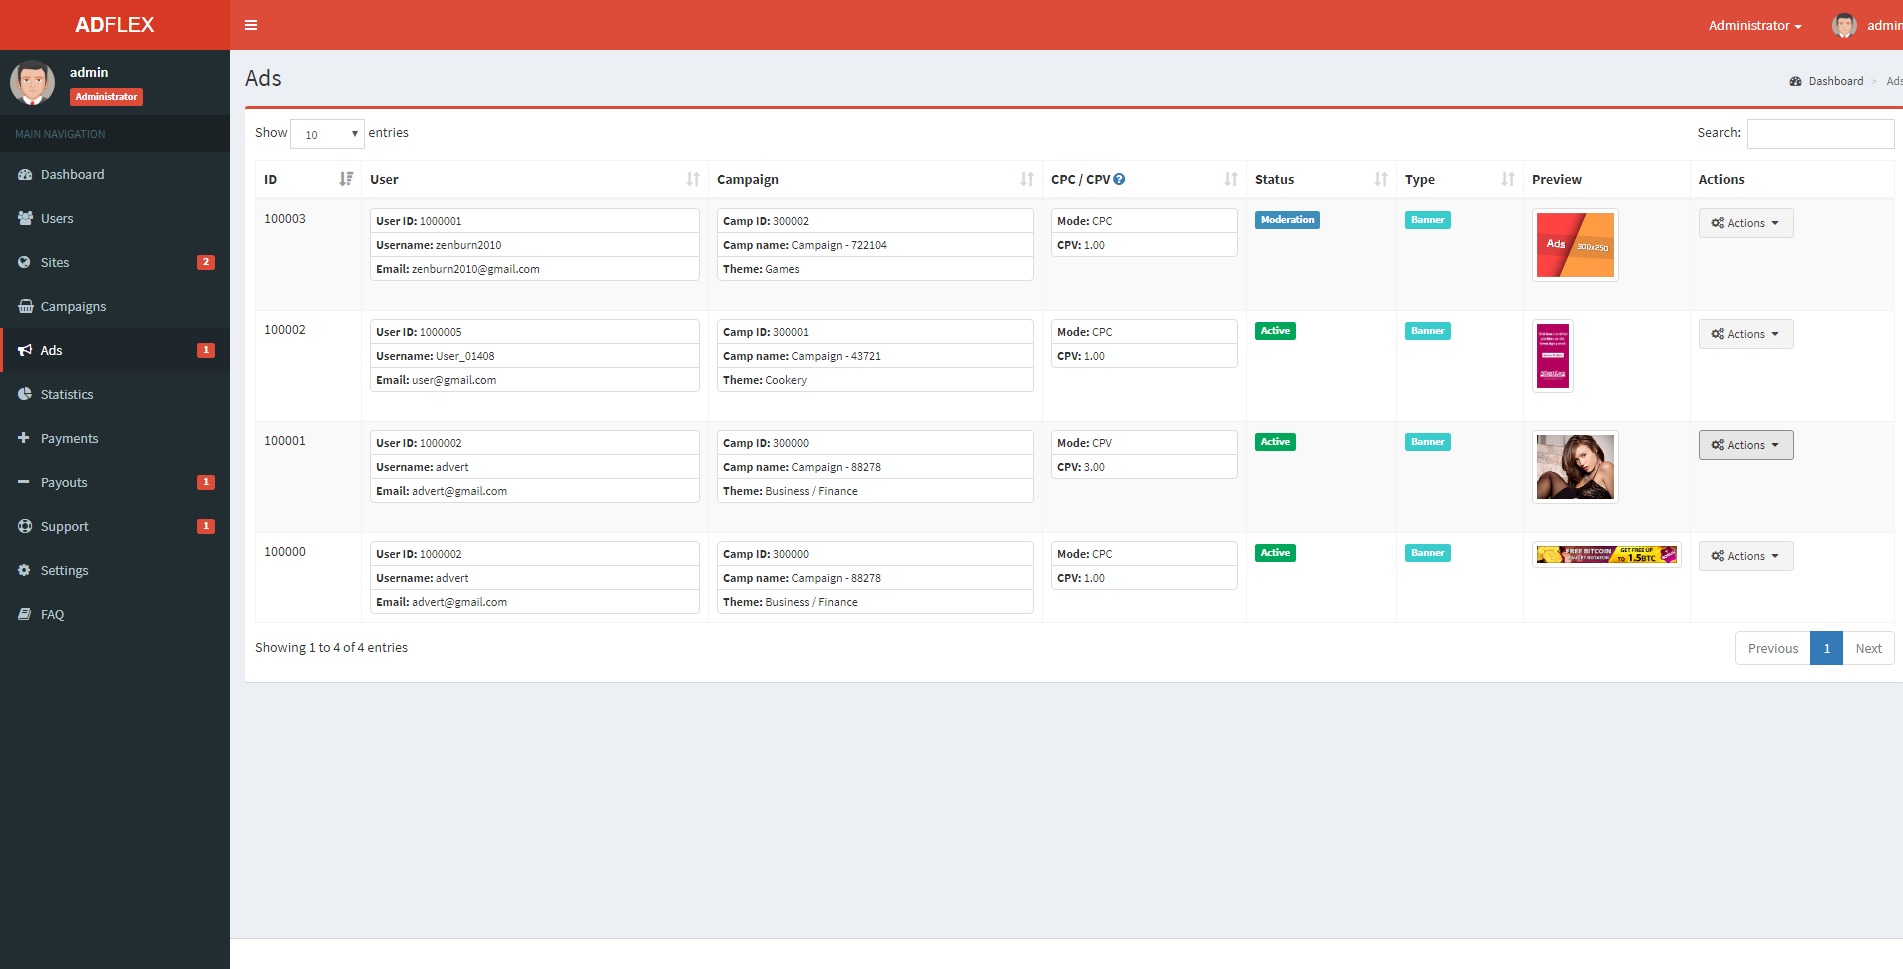 ADFLEX
Administrator
admin
admin
Administrator
MAIN NAVIGATION
Dashboard
Users
Sites 2
Campaigns
Ads 1
Statistics
Payments
Payouts 1
Support 1
Settings
FAQ
Ads
Dashboard > Ads
Show 10 entries
Search:
ID User Campaign CPC / CPV ? Status Type Preview Actions
100003
User ID: 1000001
Username: zenburn2010
Email: zenburn2010@gmail.com
Camp ID: 300002
Camp name: Campaign - 722104
Theme: Games
Mode: CPC
CPV: 1.00
Moderation
Banner
Ads 300x250
Actions
100002
User ID: 1000005
Username: User_01408
Email: user@gmail.com
Camp ID: 300001
Camp name: Campaign - 43721
Theme: Cookery
Mode: CPC
CPV: 1.00
Active
Banner
Actions
100001
User ID: 1000002
Username: advert
Email: advert@gmail.com
Camp ID: 300000
Camp name: Campaign - 88278
Theme: Business / Finance
Mode: CPV
CPV: 3.00
Active
Banner
Actions
100000
User ID: 1000002
Username: advert
Email: advert@gmail.com
Camp ID: 300000
Camp name: Campaign - 88278
Theme: Business / Finance
Mode: CPC
CPV: 1.00
Active
Banner
FREE BITCOIN
FAUCET ROTATOR
GET FREE UP
TO 1.5BTC
Actions
Showing 1 to 4 of 4 entries
Previous 1 Next